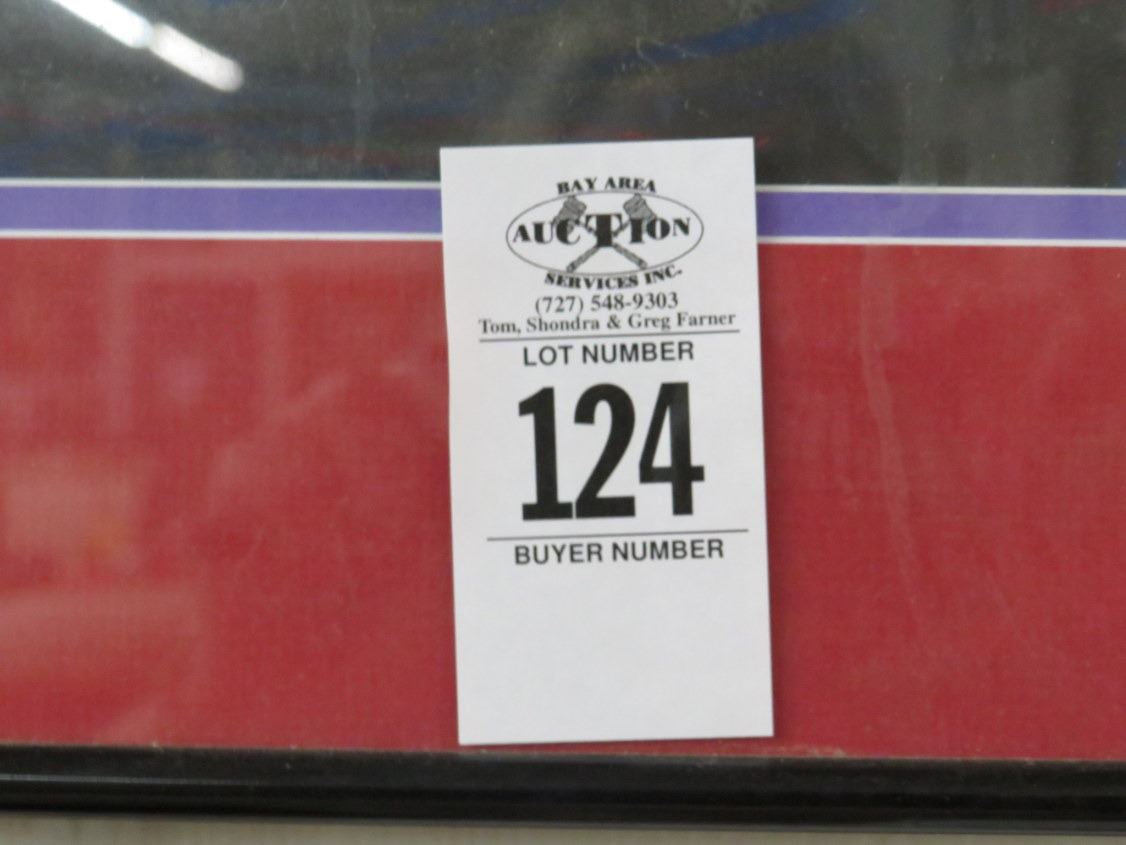 BAY AREA
AUCTION
SERVICES INC.
(727) 548-9303
Tom, Shondra & Greg Farner
LOT NUMBER
124
BUYER NUMBER